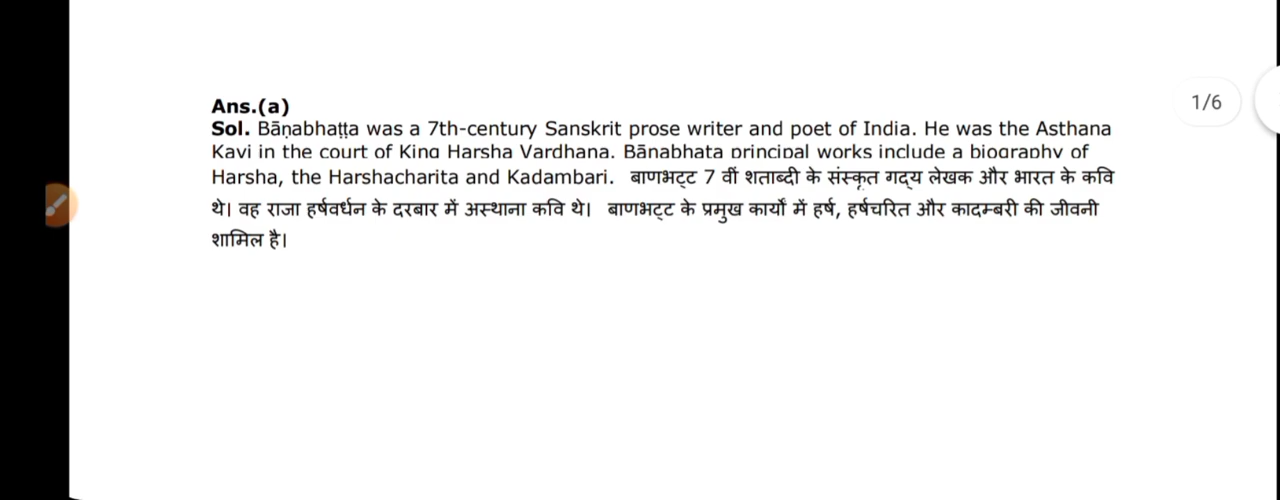 Ans.(a)
Sol. Bāṇabhaṭṭa was a 7th-century Sanskrit prose writer and poet of India. He was the Asthana
Kavi in the court of King Harsha Vardhana. Bāṇabhaṭa principal works include a biography of
Harsha, the Harshacharita and Kadambari. बाणभट्ट 7 वीं शताब्दी के संस्कृत गद्य लेखक और भारत के कवि
थे। वह राजा हर्षवर्धन के दरबार में अस्थाना कवि थे। बाणभट्ट के प्रमुख कार्यों में हर्ष, हर्षचरित और कादम्बरी की जीवनी
शामिल है।
1/6